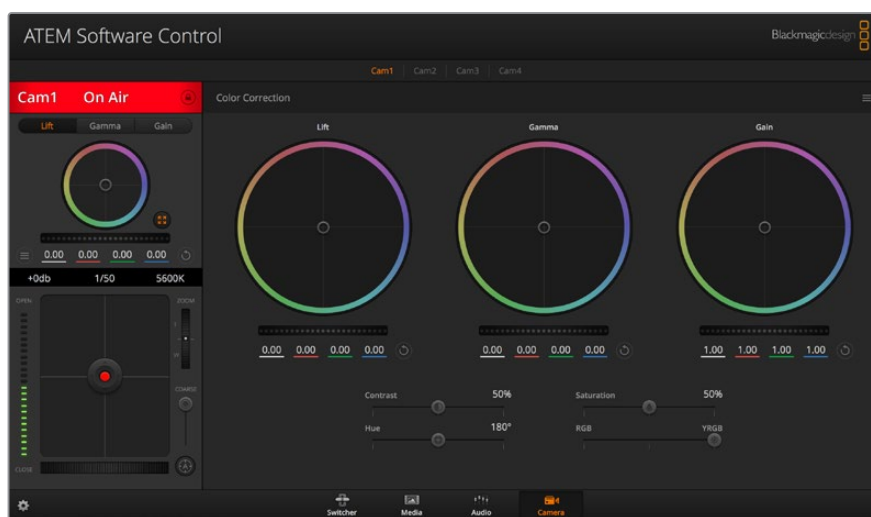 ATEM Software Control
Blackmagicdesign
Cam1 Cam2 Cam3 Cam4
Cam1 On Air
Color Correction
Lift Gamma Gain
Lift Gamma Gain
0.00 0.00 0.00 0.00
+0db 1/50 5600K
OPEN
ZOOM
T
W
COARSE
CLOSE
A
0.00 0.00 0.00 0.00
0.00 0.00 0.00 0.00
1.00 1.00 1.00 1.00
Contrast 50%
Saturation 50%
Hue 180°
RGB YRGB
Switcher Media Audio Camera